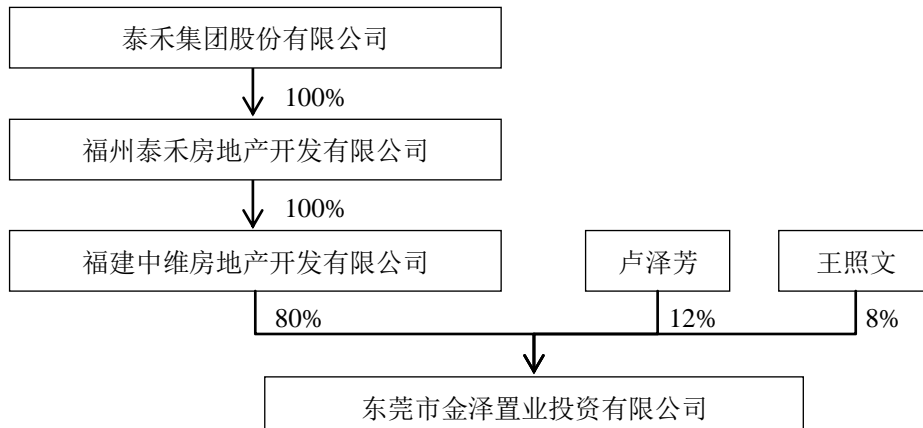 泰禾集团股份有限公司
100%
福州泰禾房地产开发有限公司
100%
福建中维房地产开发有限公司
卢泽芳
王照文
80%
12%
8%
东莞市金泽置业投资有限公司